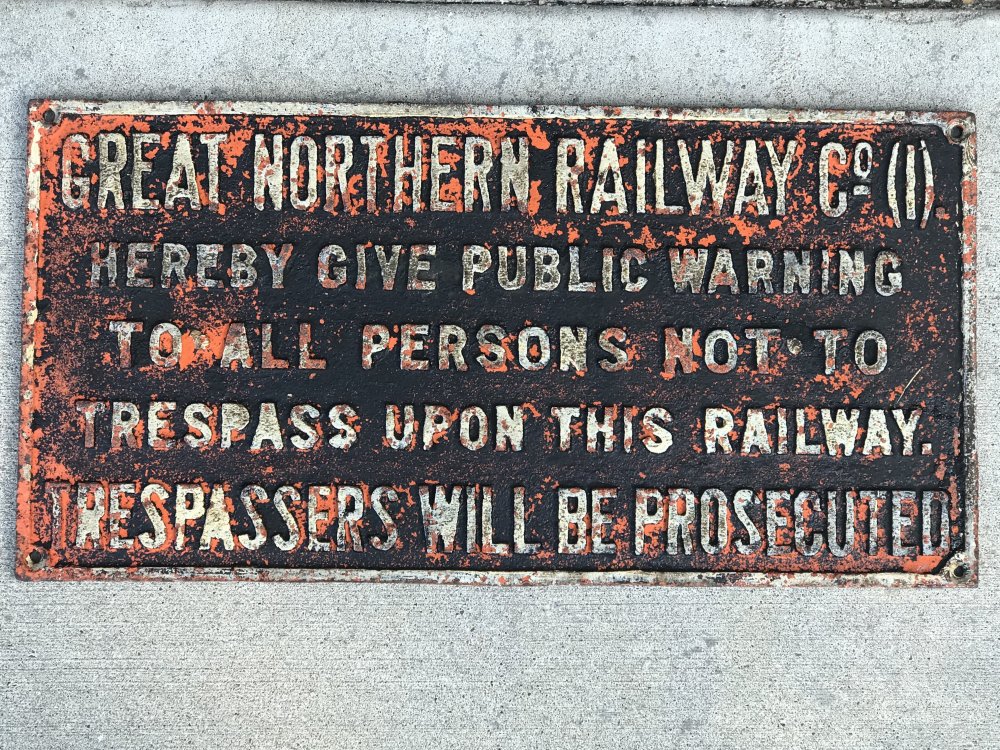 GREAT NORTHERN RAILWAY Cº (I).
HEREBY GIVE PUBLIC WARNING
TO·ALL PERSONS NOT·TO
TRESPASS UPON THIS RAILWAY.
TRESPASSERS WILL BE PROSECUTED